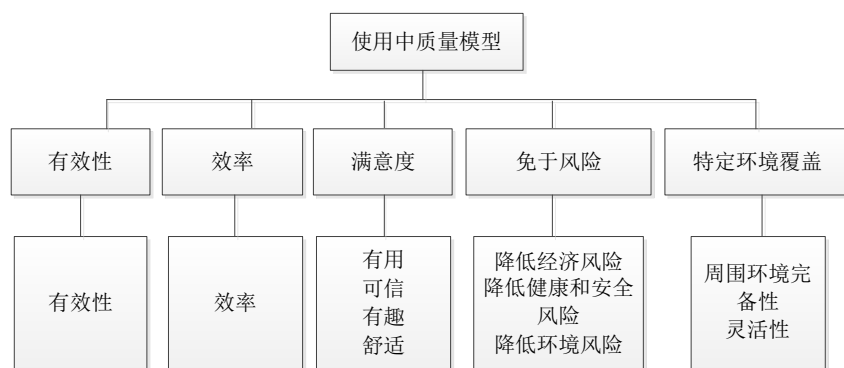 使用中质量模型
有效性
效率
满意度
免于风险
特定环境覆盖
有效性
效率
有用
可信
有趣
舒适
降低经济风险
降低健康和安全
风险
降低环境风险
周围环境完
备性
灵活性